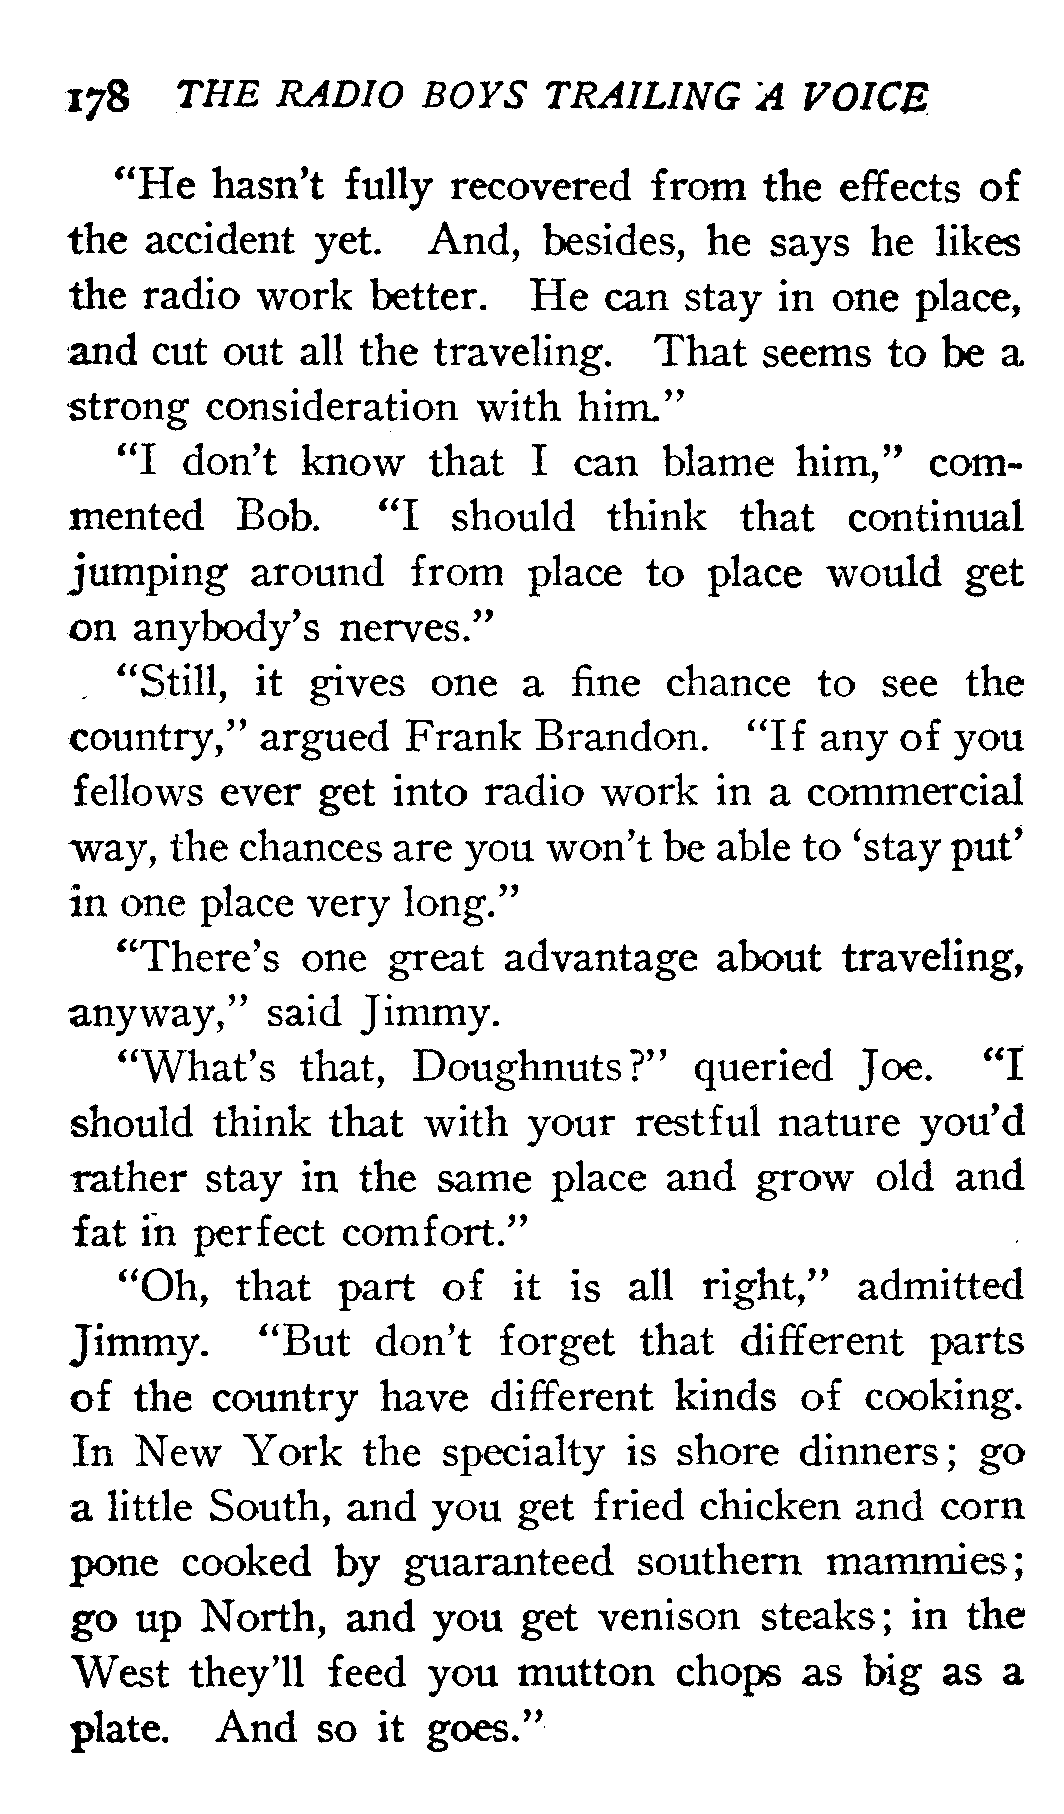 178 THE RADIO BOYS TRAILING A VOICE
“He hasn't fully recovered from the effects of
the accident yet. And, besides, he says he likes
the radio work better. He can stay in one place,
and cut out all the traveling. That seems to be a
strong consideration with him.”
“I don't know that I can blame him,” com-
mented Bob. “I should think that continual
jumping around from place to place would get
on anybody's nerves.”
“Still, it gives one a fine chance to see the
country,” argued Frank Brandon. “If any of you
fellows ever get into radio work in a commercial
way, the chances are you won't be able to ‘stay put’
in one place very long.”
“There's one great advantage about traveling,
anyway,” said Jimmy.
“What's that, Doughnuts?” queried Joe. “I
should think that with your restful nature you'd
rather stay in the same place and grow old and
fat in perfect comfort.”
“Oh, that part of it is all right,” admitted
Jimmy. “But don't forget that different parts
of the country have different kinds of cooking.
In New York the specialty is shore dinners; go
a little South, and you get fried chicken and corn
pone cooked by guaranteed southern mammies;
go up North, and you get venison steaks; in the
West they'll feed you mutton chops as big as a
plate. And so it goes.”